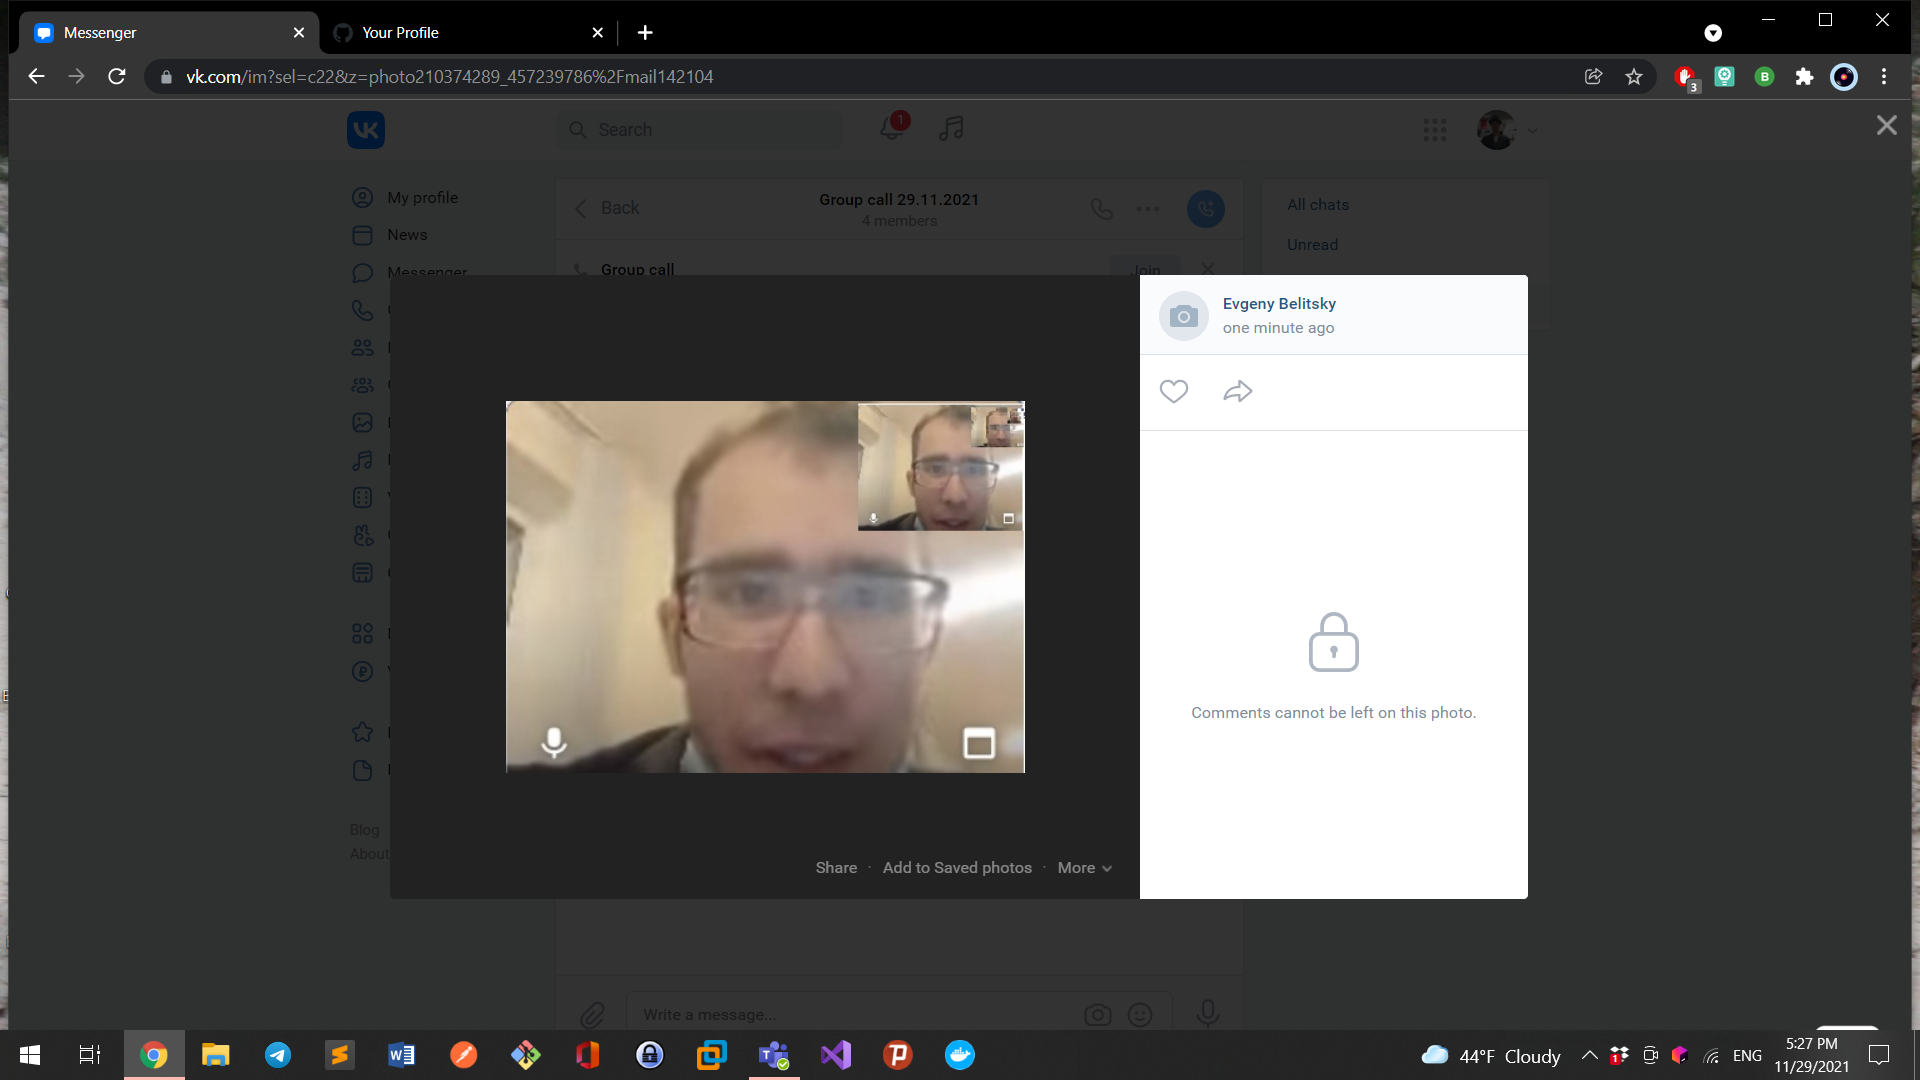 Messenger
Your Profile
vk.com/im?sel=c22&z=photo210374289_457239786%2Fmail142104
3
B
Search
1
My profile
News
Messenger
Back
Group call 29.11.2021
4 members
Group call
Join
All chats
Unread
Evgeny Belitsky
one minute ago
Comments cannot be left on this photo.
Share · Add to Saved photos · More
Blog
About
Write a message...
44°F Cloudy
1
ENG
5:27 PM
11/29/2021